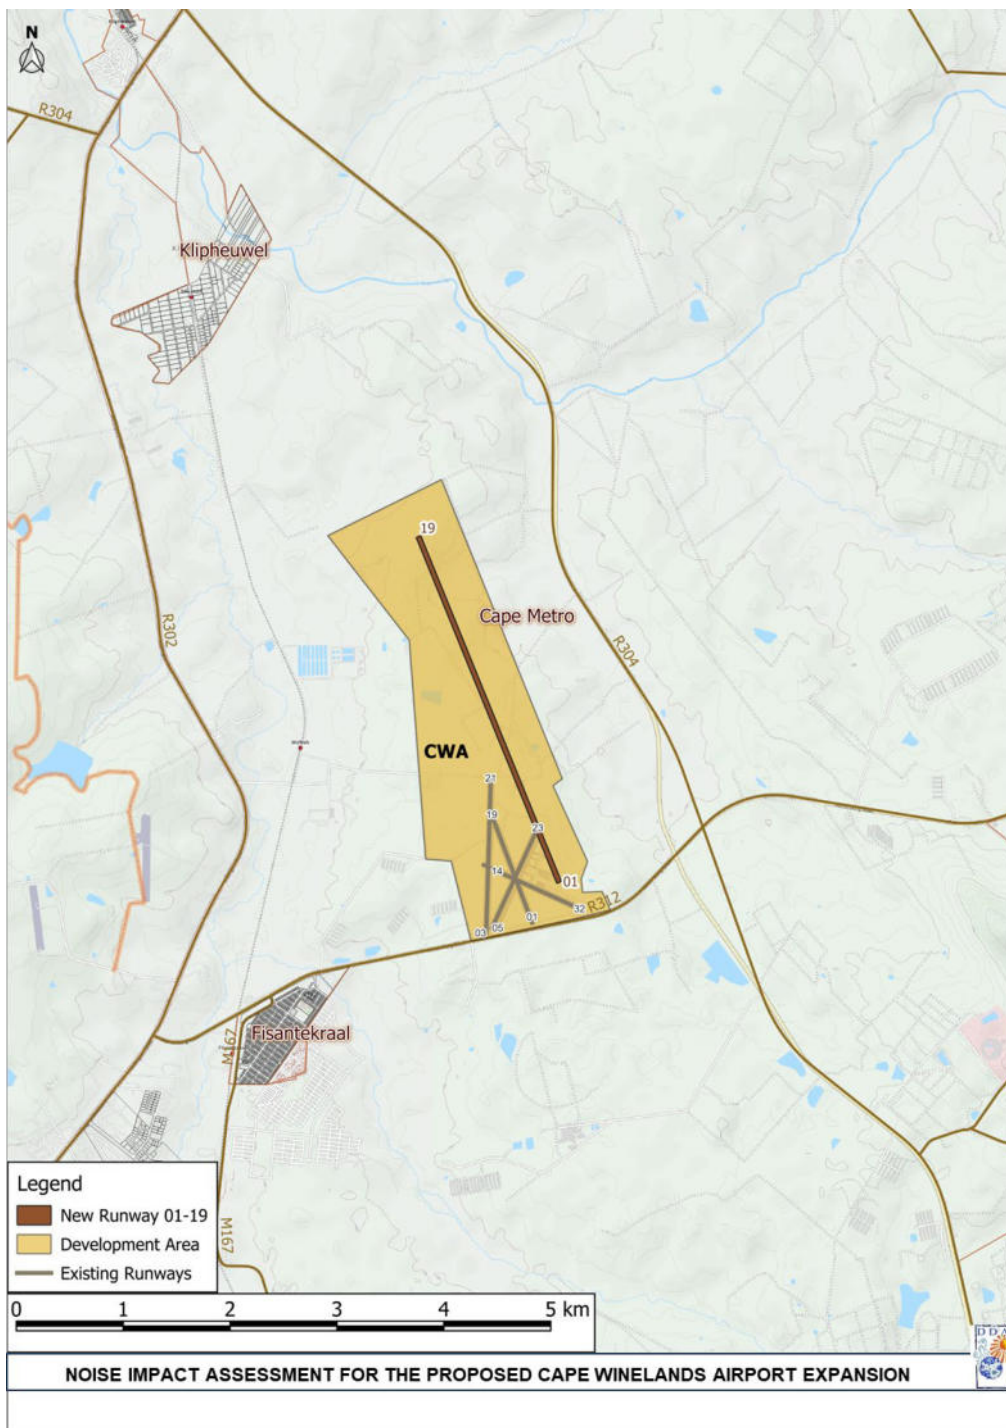 N
R304
Klipheuwel
19
Cape Metro
R302
R304
CWA
21
19
23
14
01
32
R312
01
03
05
Fisantekraal
M167
Legend
New Runway 01-19
Development Area
Existing Runways
M167
0 1 2 3 4 5 km
DDA
NOISE IMPACT ASSESSMENT FOR THE PROPOSED CAPE WINELANDS AIRPORT EXPANSION